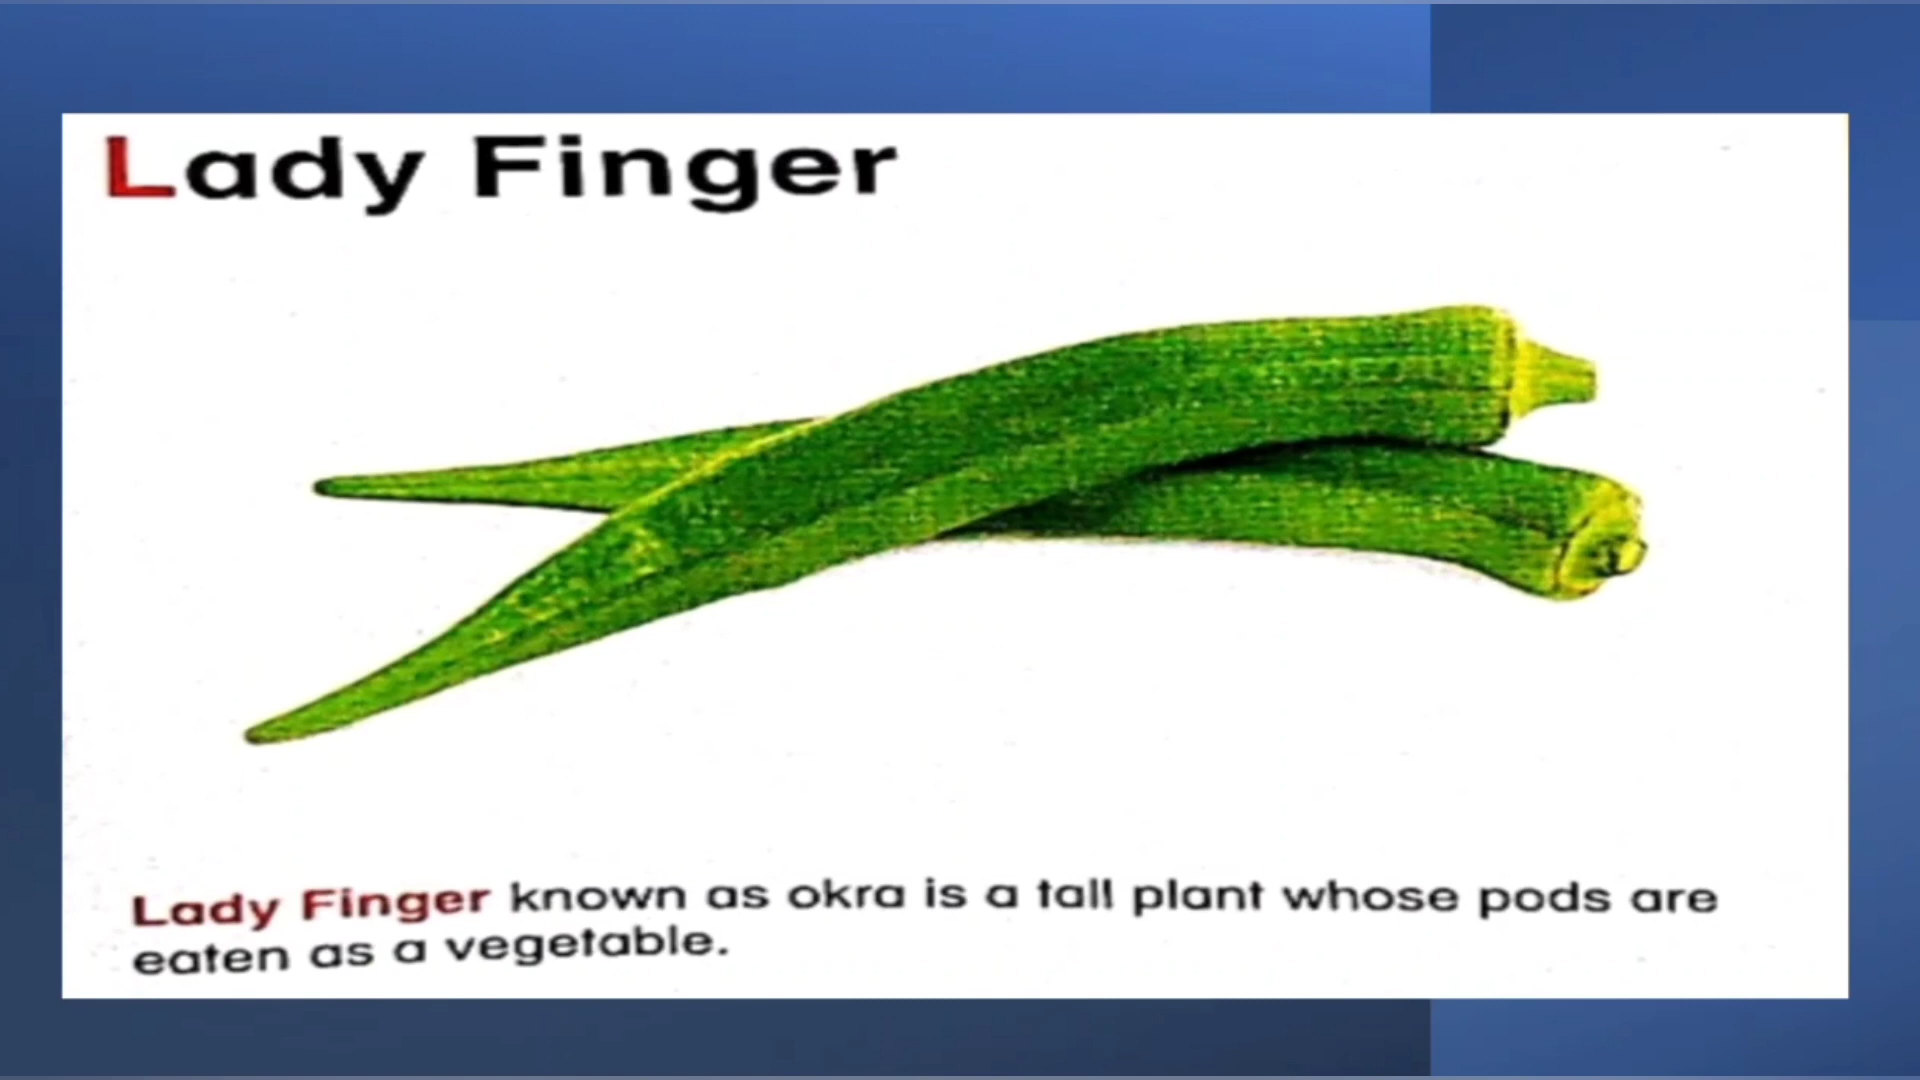 Lady Finger
Lady Finger known as okra is a tall plant whose pods are
eaten as a vegetable.